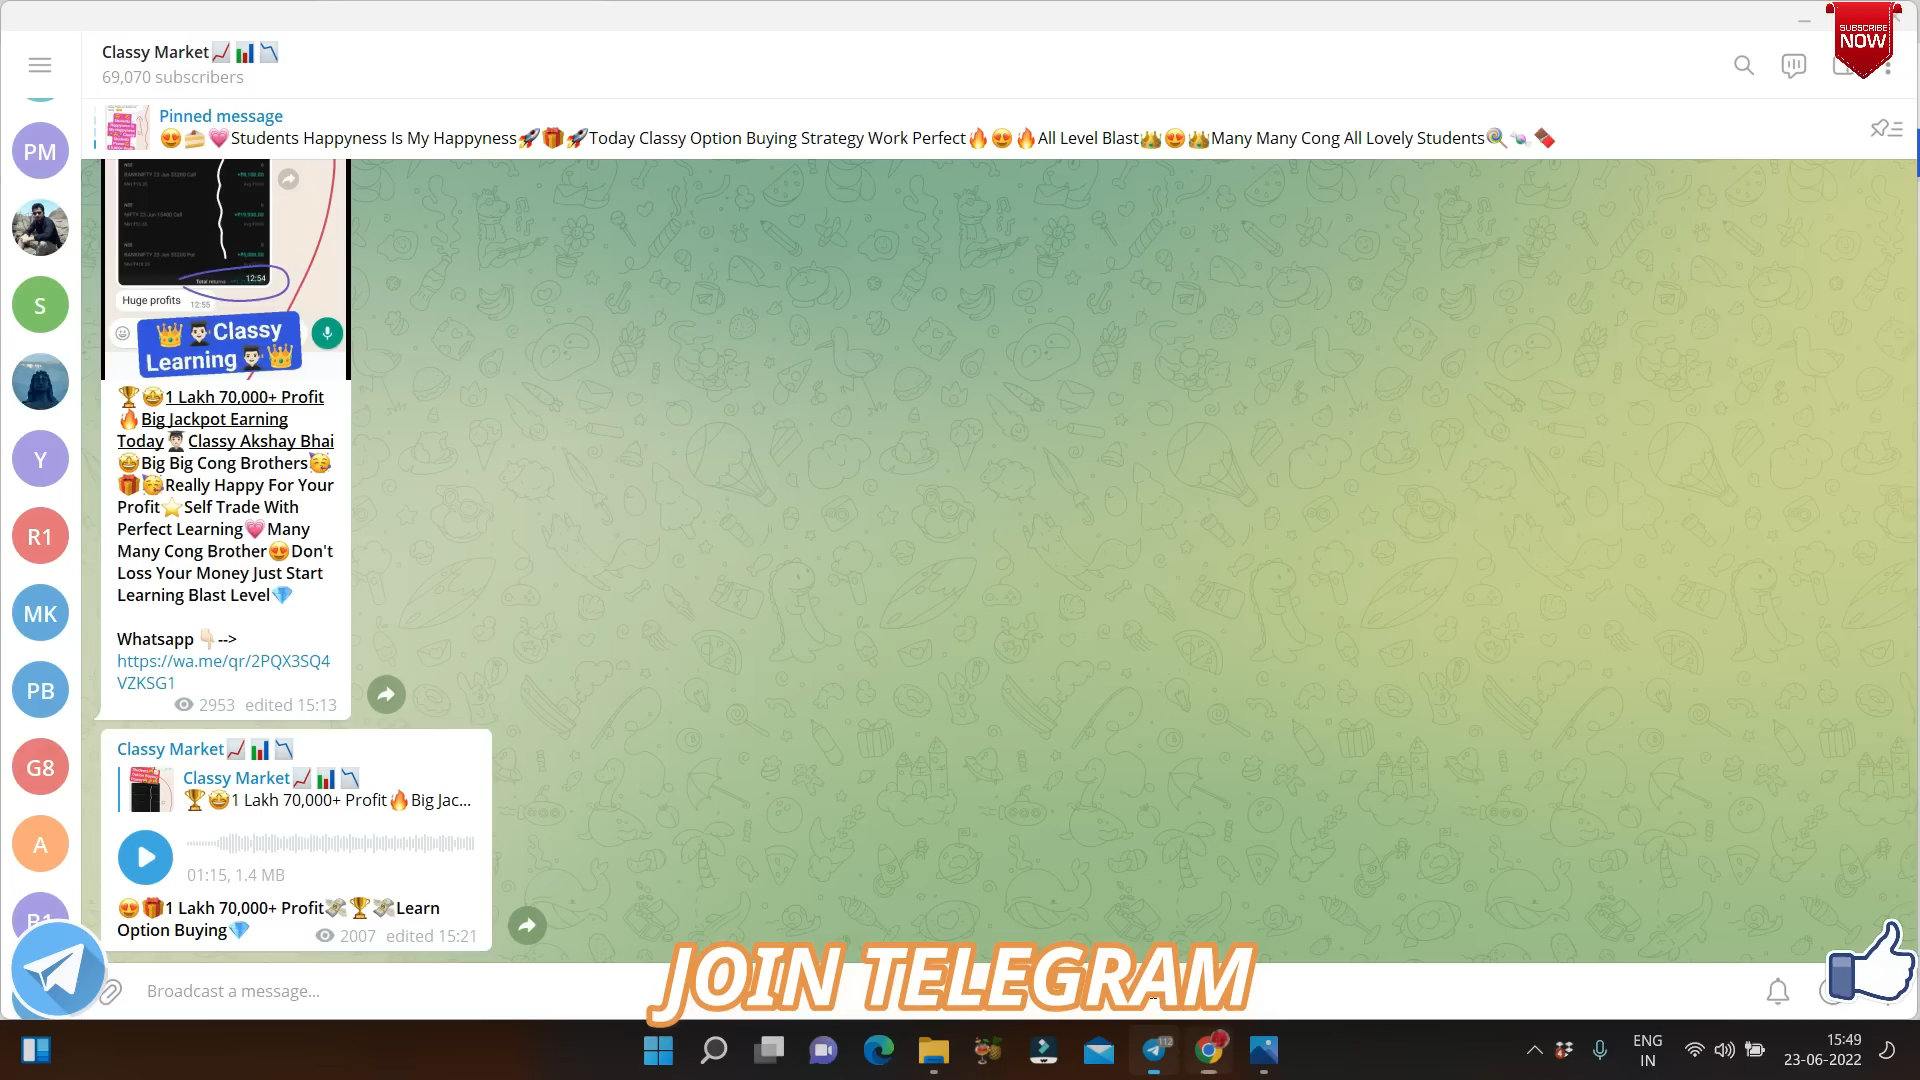 SUBSCRIBE
NOW
Classy Market📈📊📉
69,070 subscribers
Pinned message
😍🍰💗Students Happyness Is My Happyness🚀🎁🚀Today Classy Option Buying Strategy Work Perfect🔥😍🔥All Level Blast👑😍👑Many Many Cong All Lovely Students🍭🍬🍫
PM
S
Y
R1
MK
PB
G8
A
Total returns 12:54
Huge profits 12:55
👑👨🏻‍🎓Classy
Learning👨🏻‍🎓👑
🏆🤩1 Lakh 70,000+ Profit
🔥Big Jackpot Earning
Today👨🏻‍🎓Classy Akshay Bhai
🤩Big Big Cong Brothers🥳
🎁🥳Really Happy For Your
Profit⭐Self Trade With
Perfect Learning💗Many
Many Cong Brother😍Don't
Loss Your Money Just Start
Learning Blast Level💎
Whatsapp 👇🏻-->
https://wa.me/qr/2PQX3SQ4
VZKSG1
2953 edited 15:13
Classy Market📈📊📉
Classy Market📈📊📉
🏆🤩1 Lakh 70,000+ Profit🔥Big Jac...
01:15, 1.4 MB
😍🎁1 Lakh 70,000+ Profit💸🏆💸Learn
Option Buying💎
2007 edited 15:21
Broadcast a message...
JOIN TELEGRAM
112
ENG
IN
15:49
23-06-2022